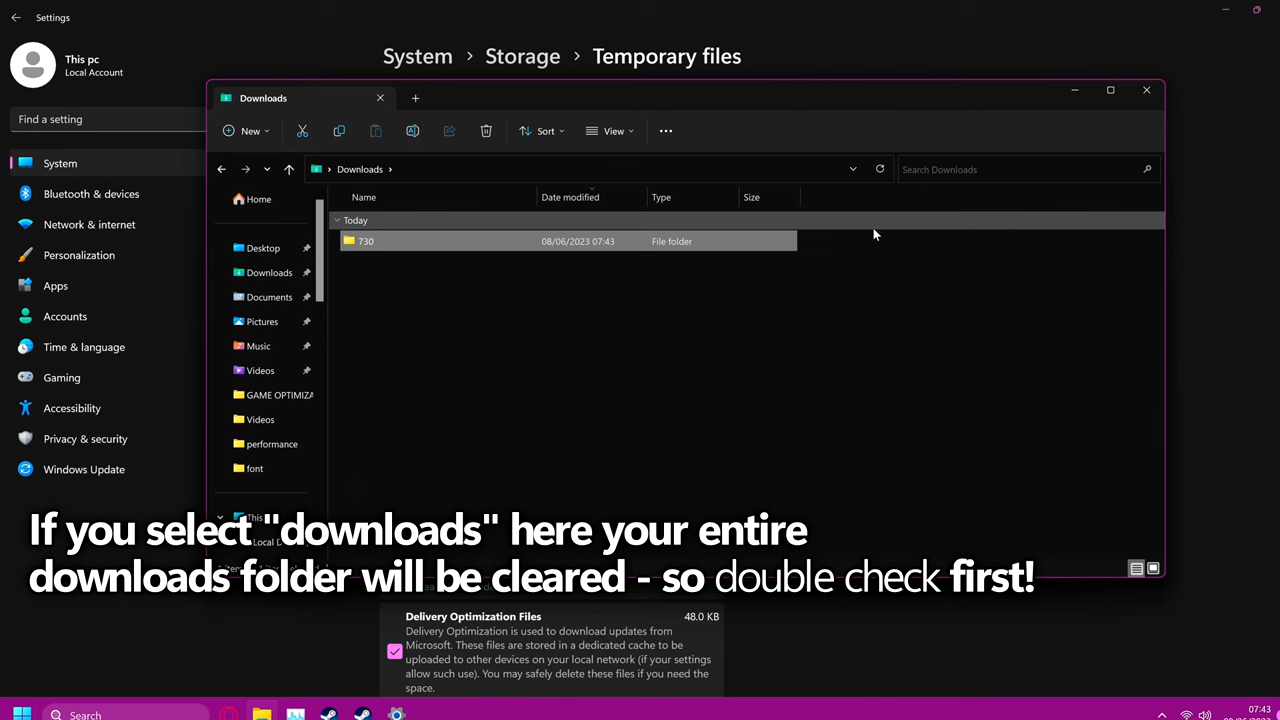 Settings
This pc
Local Account
Find a setting
System
Bluetooth & devices
Network & internet
Personalization
Apps
Accounts
Time & language
Gaming
Accessibility
Privacy & security
Windows Update
System > Storage > Temporary files
Downloads
New
Sort
View
Downloads
Search Downloads
Name
Date modified
Type
Size
Home
Desktop
Downloads
Documents
Pictures
Music
Videos
GAME OPTIMIZA
Videos
performance
font
This
Local D
Today
730 08/06/2023 07:43 File folder
If you select "downloads" here your entire
downloads folder will be cleared - so double check first!
Delivery Optimization Files 48.0 KB
Delivery Optimization is used to download updates from
Microsoft. These files are stored in a dedicated cache to be
uploaded to other devices on your local network (if your settings
allow such use). You may safely delete these files if you need the
space.
Search
07:43